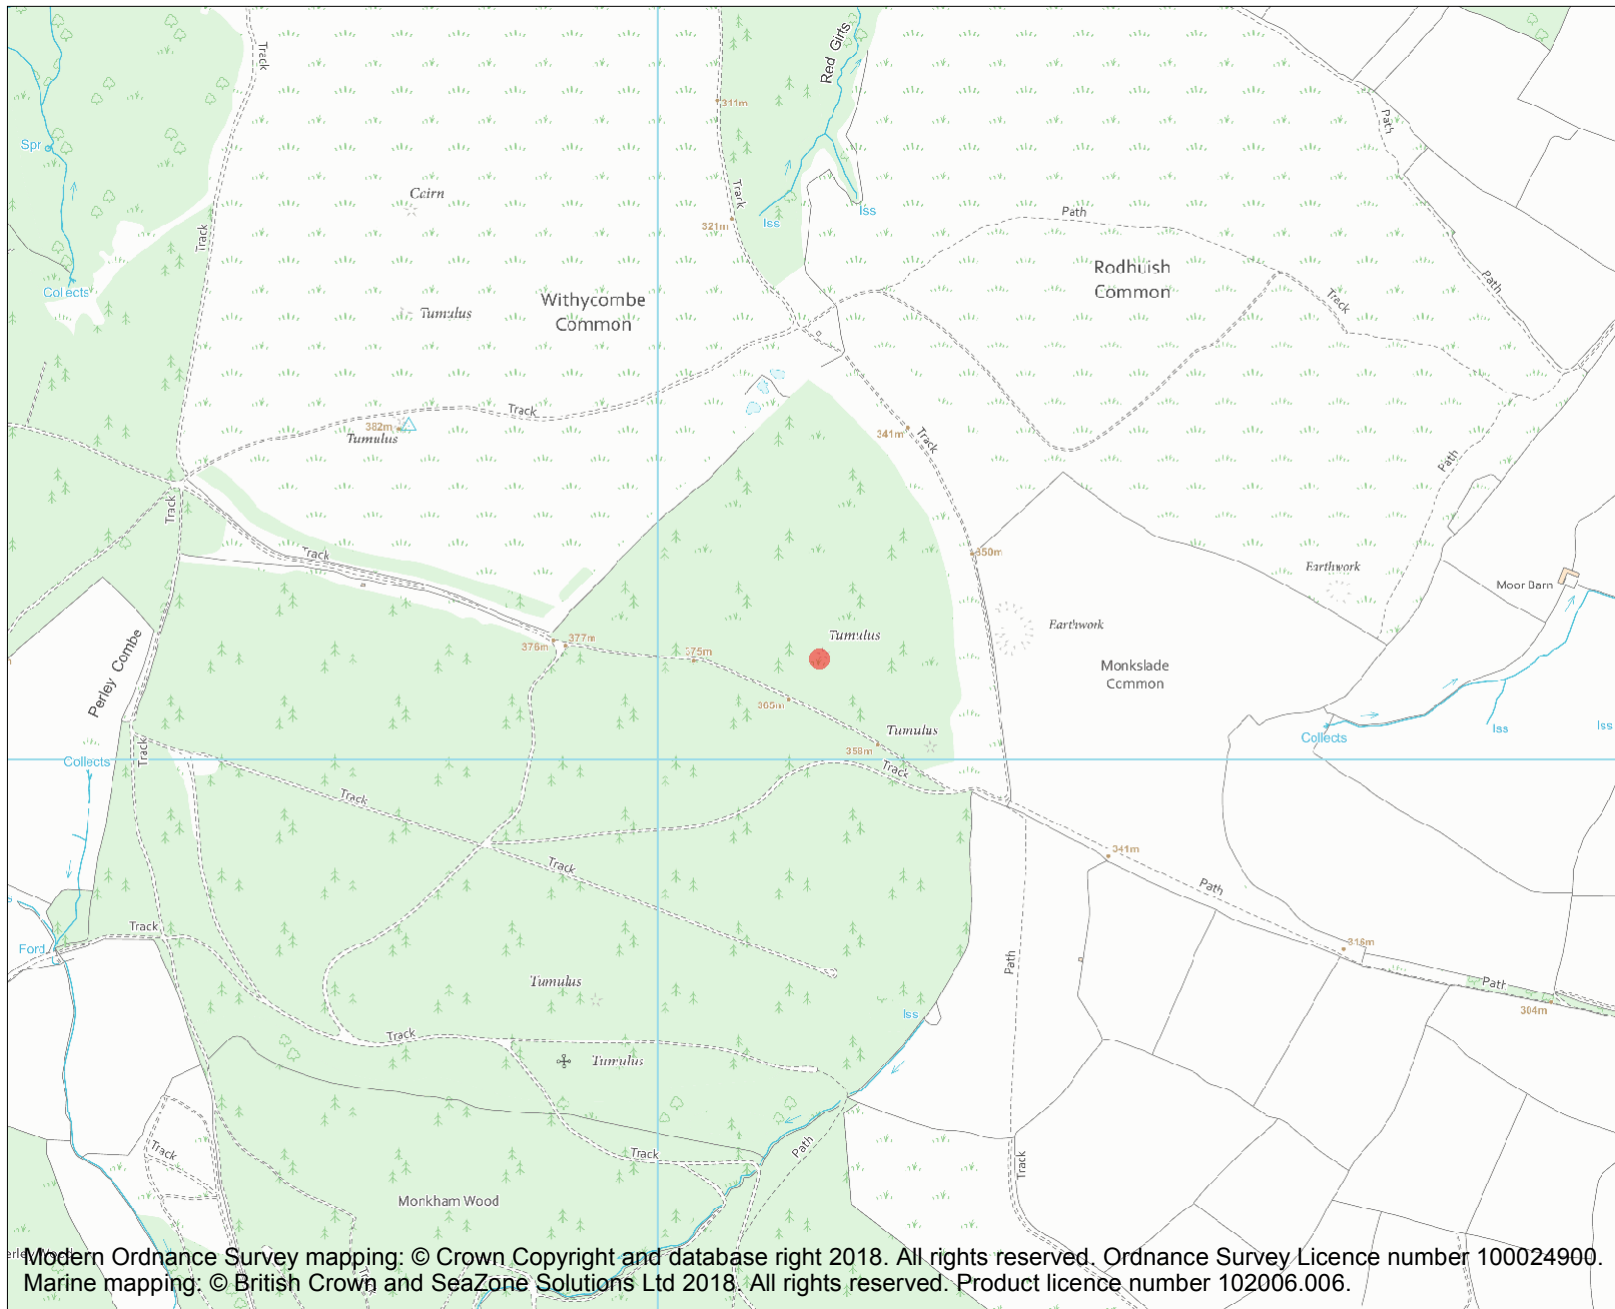 Track
Red Girts
311m
Path
Spr
Cairn
Track
Iss
Iss
Path
321m
Track
Rodhuish
Common
Path
Collects
Track
Withycombe
Common
Tumulus
Track
382m
Tumulus
341m
Track
Path
Track
Track
350m
Earthwork
Moor Barn
Earthwork
Tumulus
377m
376m
375m
Perley Combe
Monkslade
Common
365m
Tumulus
358m
Track
Collects
Iss
Iss
Collects
Track
Track
341m
Track
Path
Track
Ford
316m
Path
Path
304m
Tumulus
Iss
Track
Tumulus
Track
Track
Path
Track
Monkham Wood
Track
Modern Ordnance Survey mapping: © Crown Copyright and database right 2018. All rights reserved. Ordnance Survey Licence number 100024900.
Marine mapping: © British Crown and SeaZone Solutions Ltd 2018. All rights reserved. Product licence number 102006.006.